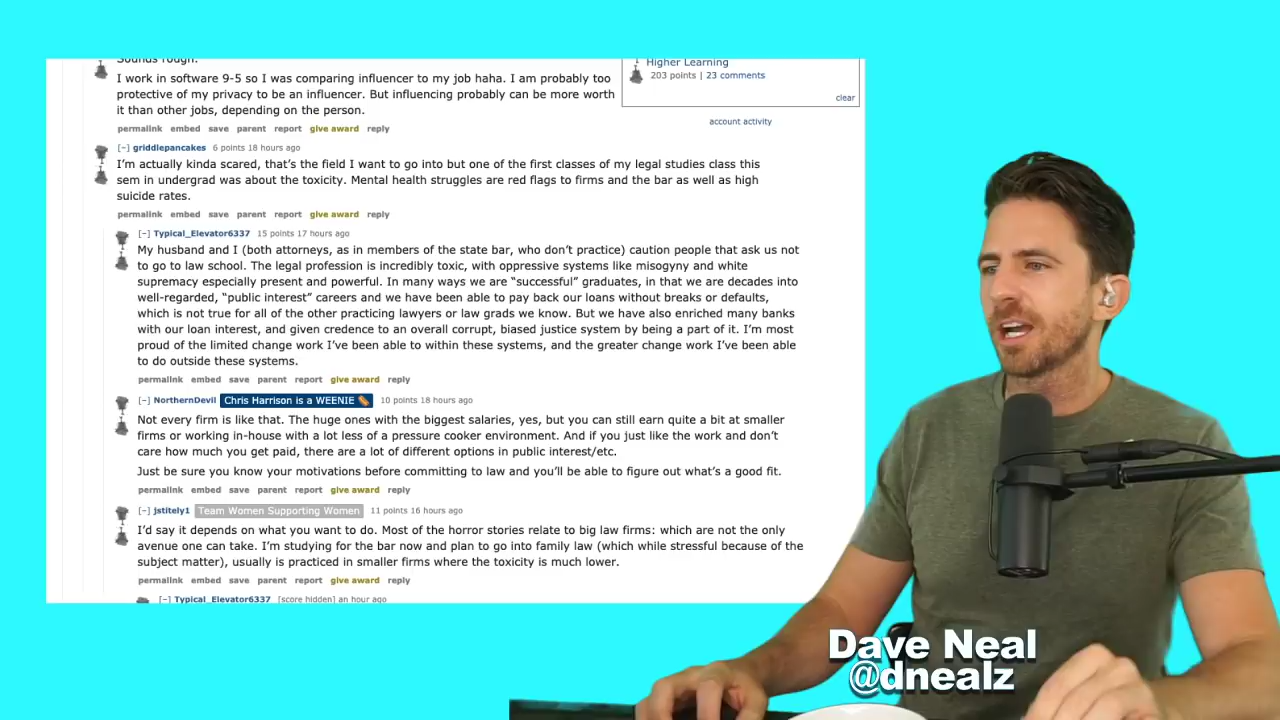 Sounds rough.
I work in software 9-5 so I was comparing influencer to my job haha. I am probably too
protective of my privacy to be an influencer. But influencing probably can be more worth
it than other jobs, depending on the person.
permalink embed save parent report give award reply
Higher Learning
203 points | 23 comments
clear
account activity
[–] griddlepancakes 6 points 18 hours ago
I'm actually kinda scared, that's the field I want to go into but one of the first classes of my legal studies class this
sem in undergrad was about the toxicity. Mental health struggles are red flags to firms and the bar as well as high
suicide rates.
permalink embed save parent report give award reply
[–] Typical_Elevator6337 15 points 17 hours ago
My husband and I (both attorneys, as in members of the state bar, who don't practice) caution people that ask us not
to go to law school. The legal profession is incredibly toxic, with oppressive systems like misogyny and white
supremacy especially present and powerful. In many ways we are “successful” graduates, in that we are decades into
well-regarded, “public interest” careers and we have been able to pay back our loans without breaks or defaults,
which is not true for all of the other practicing lawyers or law grads we know. But we have also enriched many banks
with our loan interest, and given credence to an overall corrupt, biased justice system by being a part of it. I'm most
proud of the limited change work I've been able to within these systems, and the greater change work I've been able
to do outside these systems.
permalink embed save parent report give award reply
[–] NorthernDevil Chris Harrison is a WEENIE 10 points 18 hours ago
Not every firm is like that. The huge ones with the biggest salaries, yes, but you can still earn quite a bit at smaller
firms or working in-house with a lot less of a pressure cooker environment. And if you just like the work and don't
care how much you get paid, there are a lot of different options in public interest/etc.
Just be sure you know your motivations before committing to law and you'll be able to figure out what's a good fit.
permalink embed save parent report give award reply
[–] jstitely1 Team Women Supporting Women 11 points 16 hours ago
I'd say it depends on what you want to do. Most of the horror stories relate to big law firms: which are not the only
avenue one can take. I'm studying for the bar now and plan to go into family law (which while stressful because of the
subject matter), usually is practiced in smaller firms where the toxicity is much lower.
permalink embed save parent report give award reply
[–] Typical_Elevator6337 [score hidden] an hour ago
Dave Neal
@dnealz